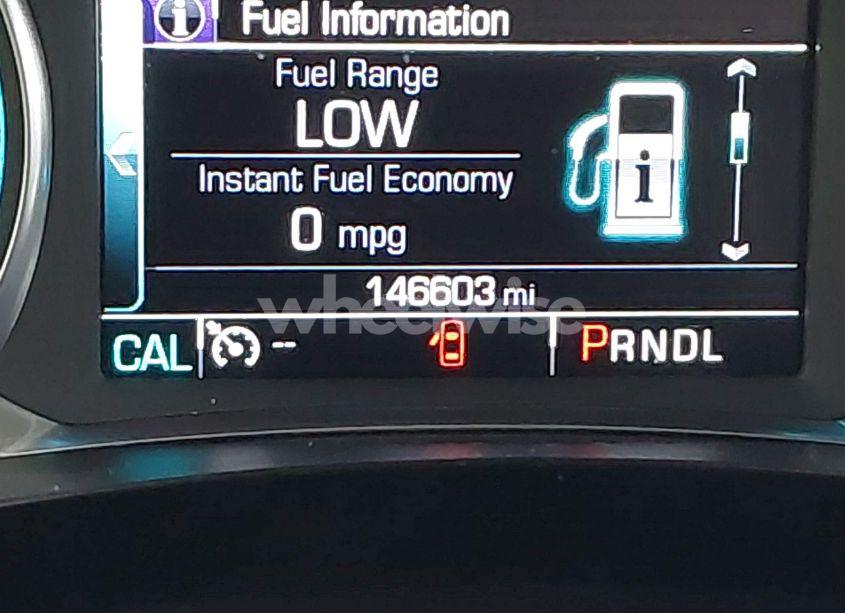 Fuel Information
Fuel Range
LOW
Instant Fuel Economy
0 mpg
146603 mi
wheelwise
CAL
--
PRNDL